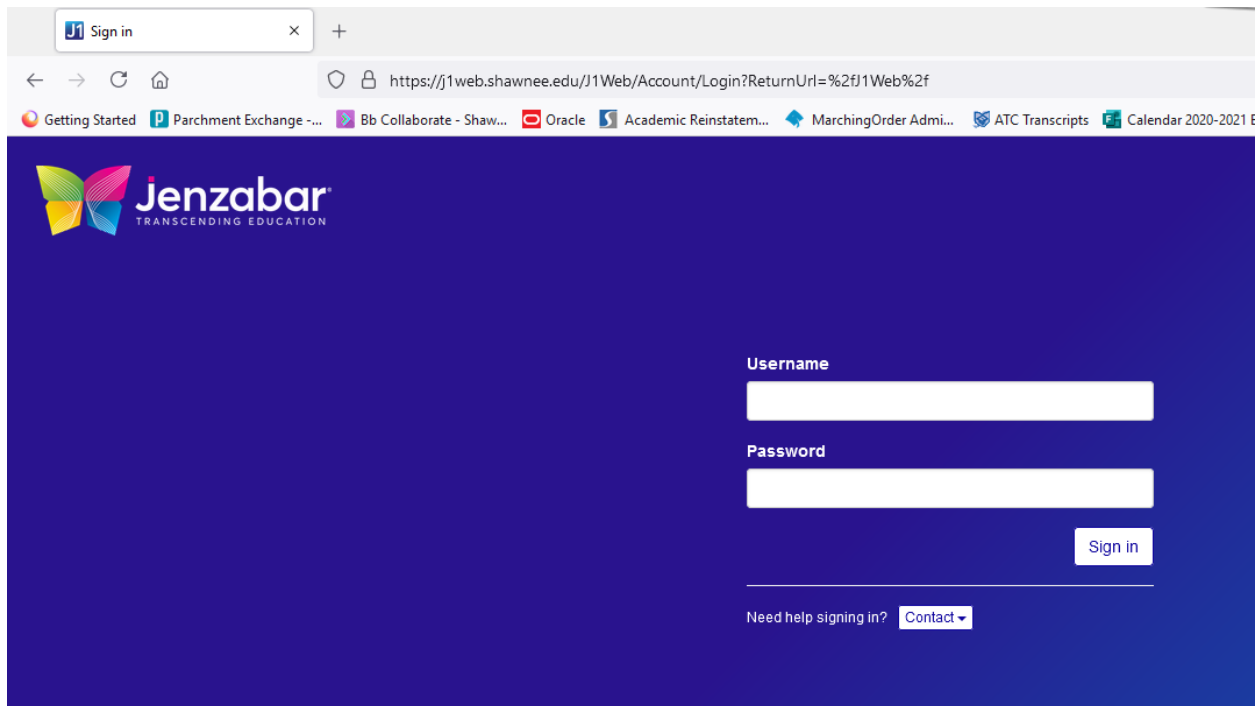 J1 Sign in
https://j1web.shawnee.edu/J1Web/Account/Login?ReturnUrl=%2fJ1Web%2f
Getting Started Parchment Exchange -... Bb Collaborate - Shaw... Oracle Academic Reinstatem... MarchingOrder Admi... ATC Transcripts Calendar 2020-2021 E
jenzabar
TRANSCENDING EDUCATION
Username
Password
Sign in
Need help signing in? Contact